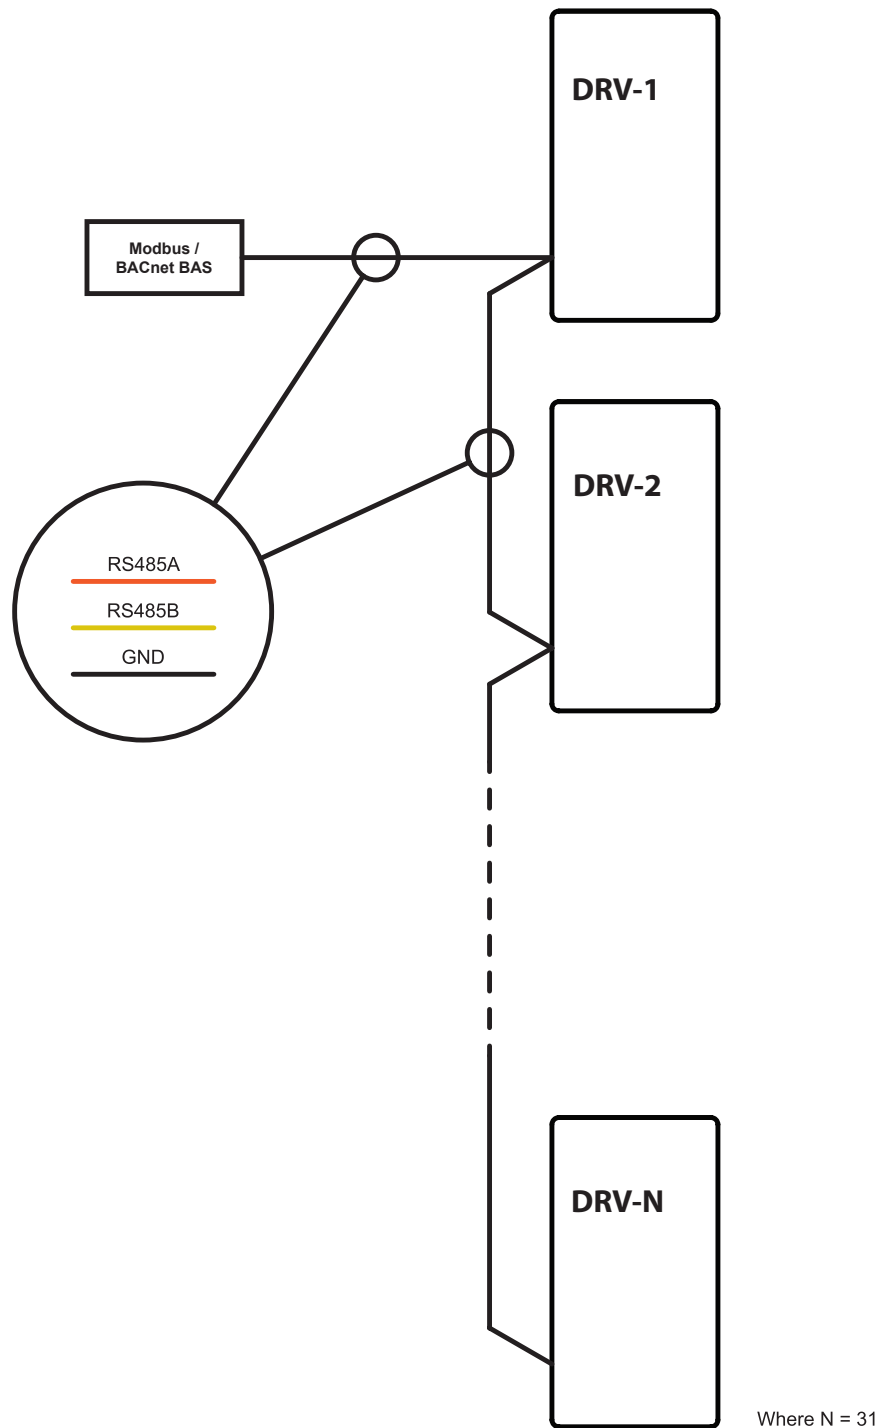 DRV-1
Modbus /
BACnet BAS
DRV-2
RS485A
RS485B
GND
DRV-N
Where N = 31